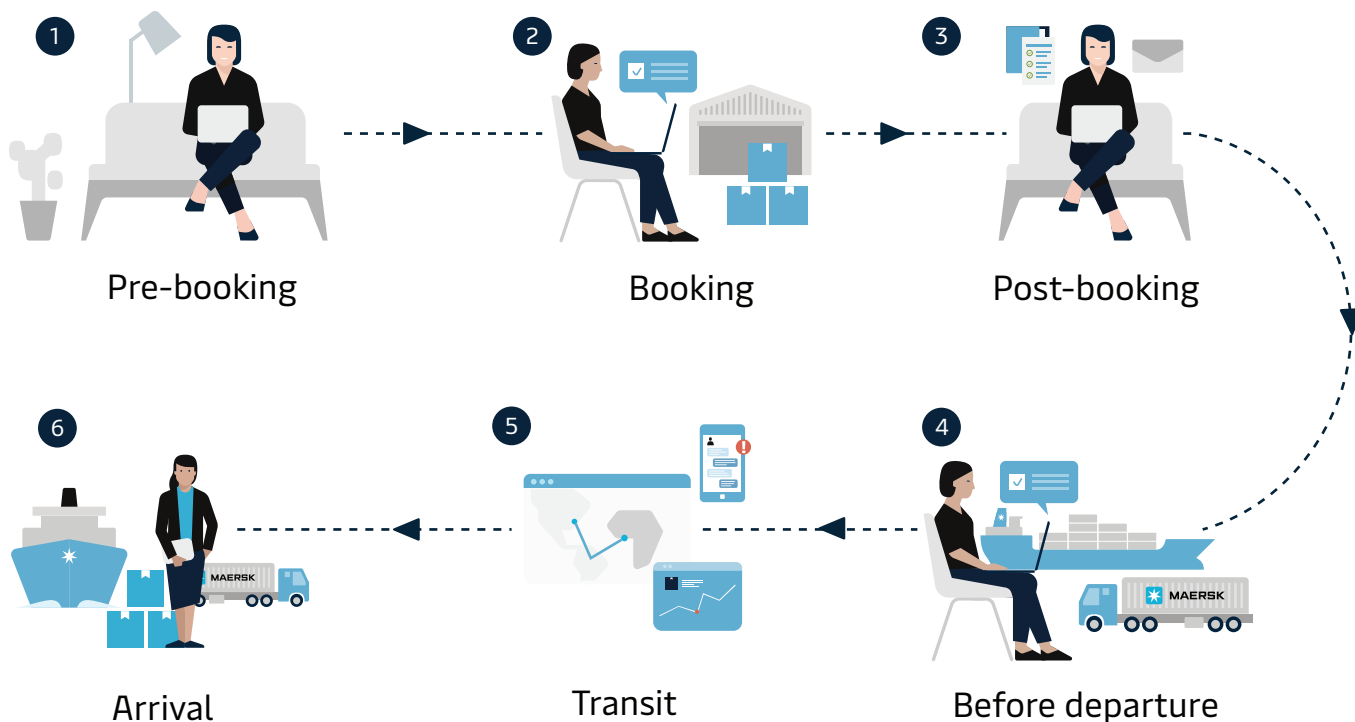 1
2
3
Pre-booking
Booking
Post-booking
4
MAERSK
Before departure
5
!
Transit
6
MAERSK
Arrival